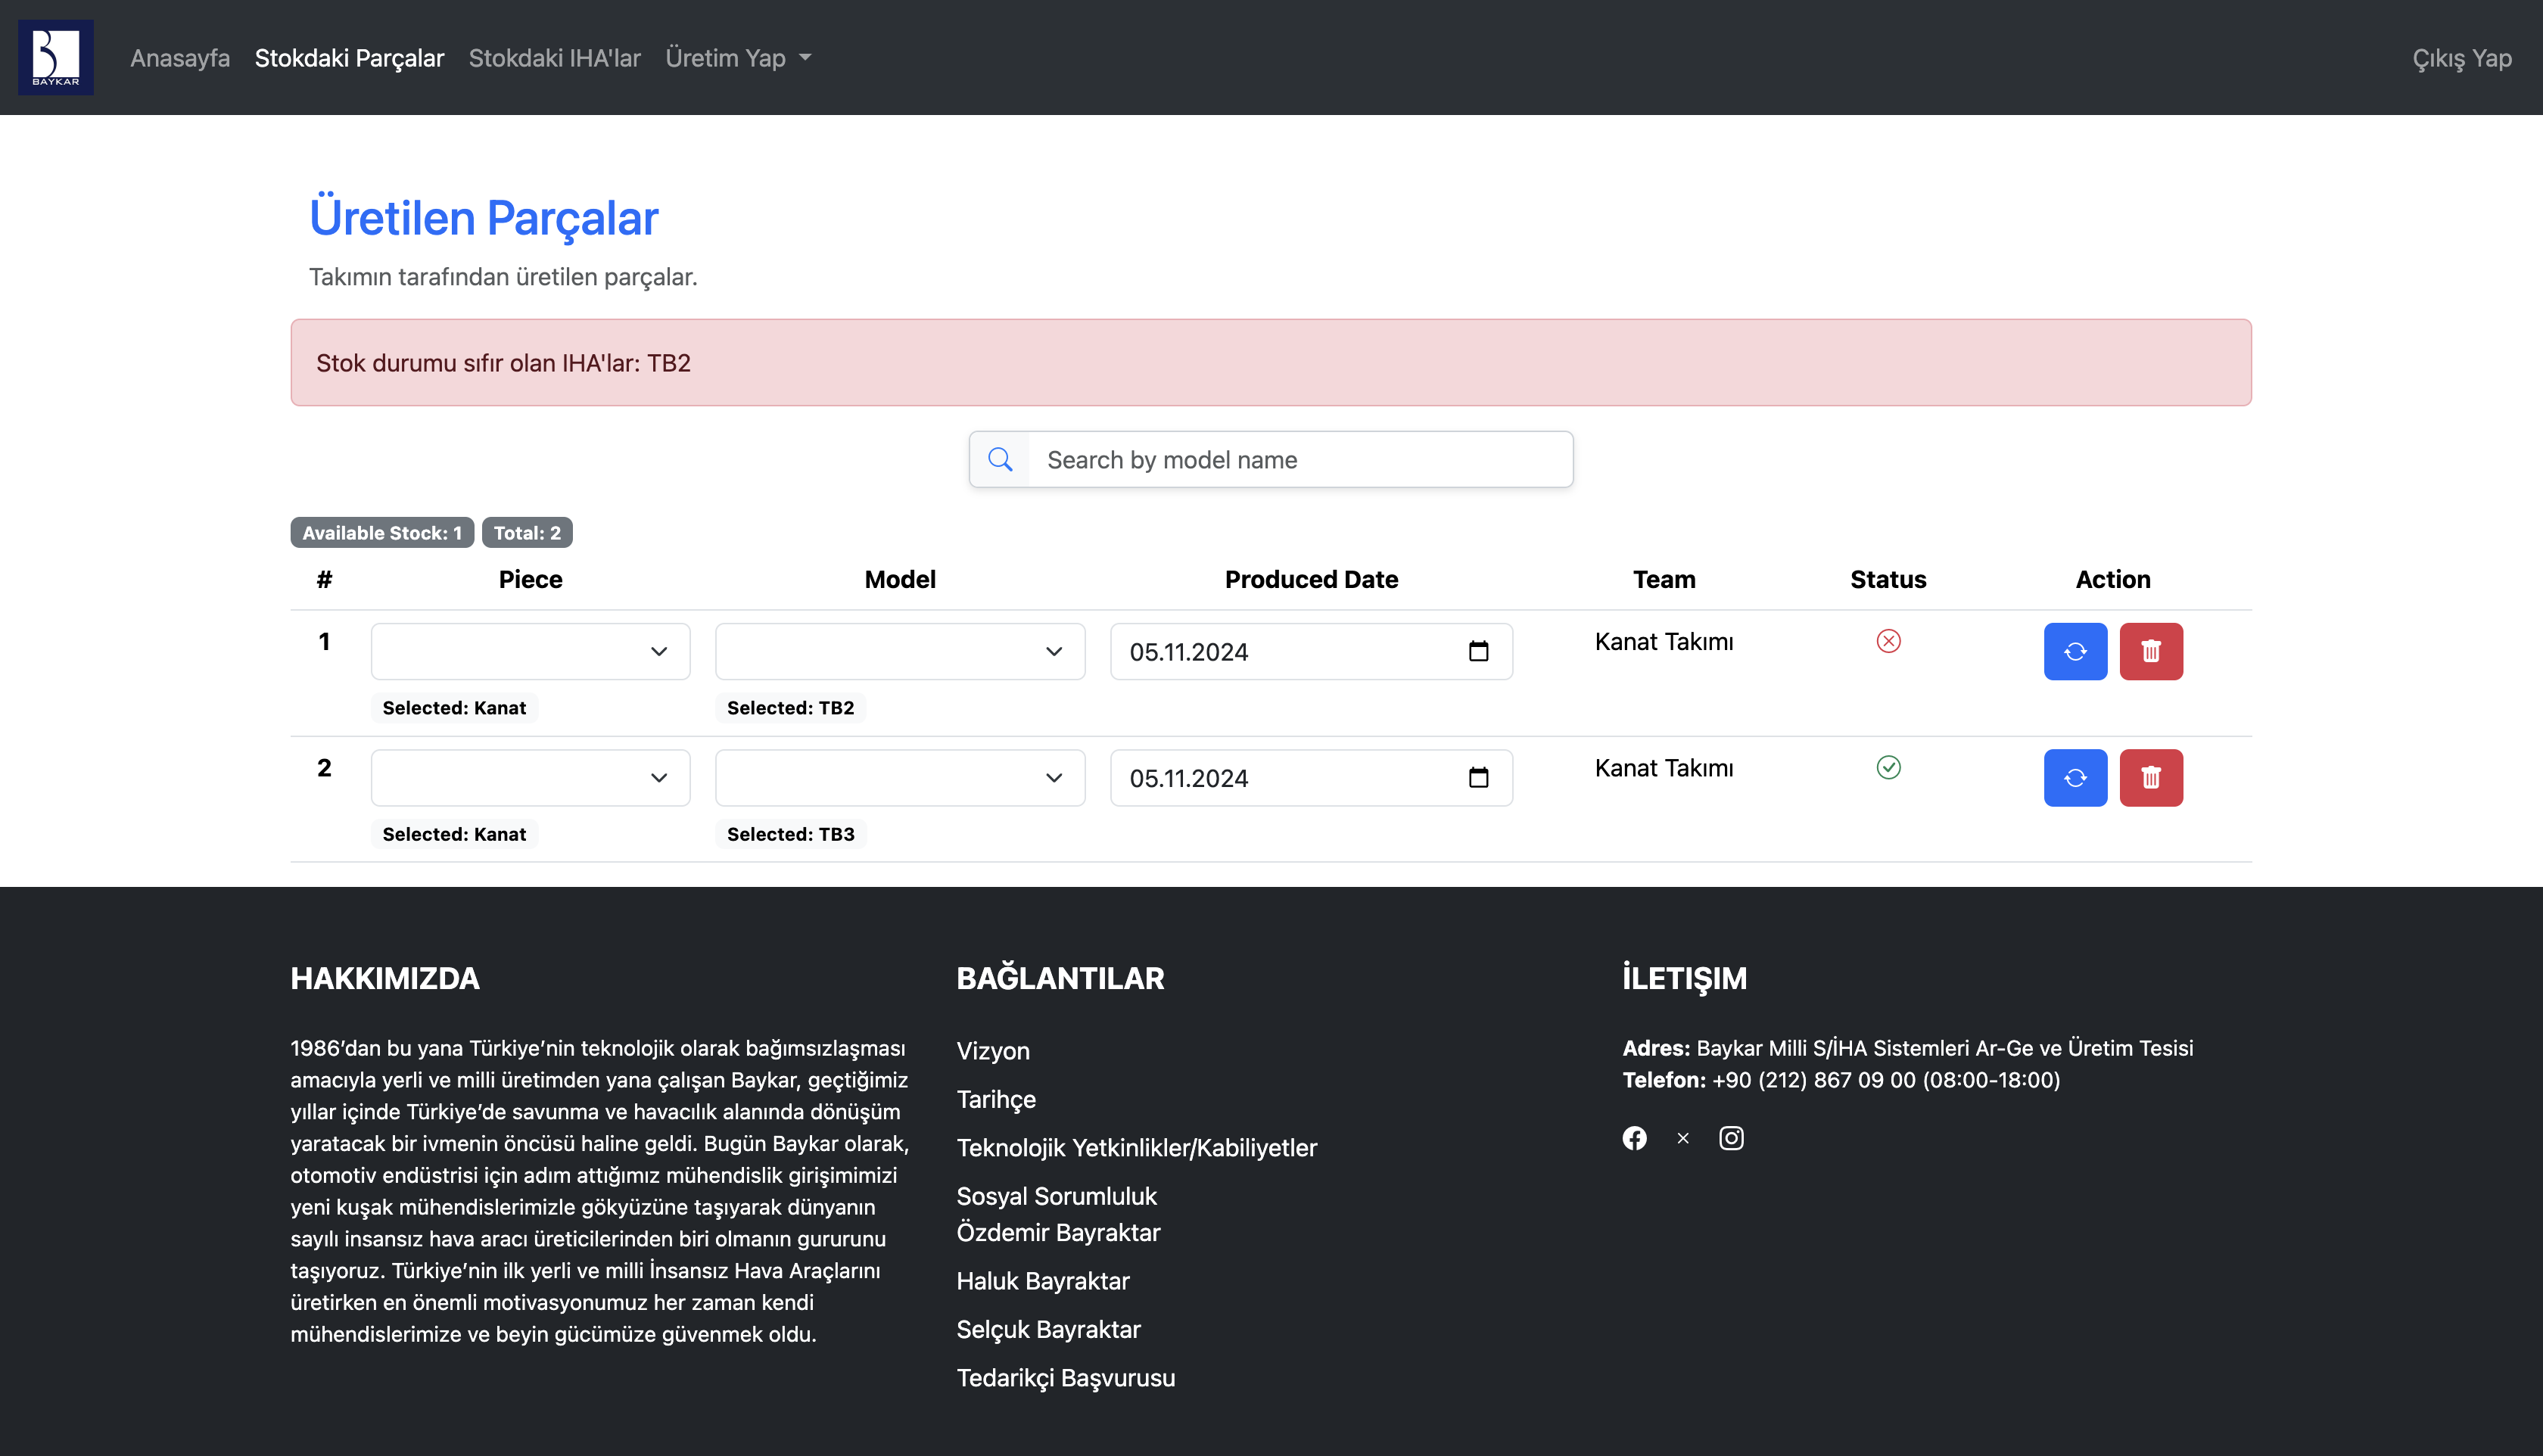 BAYKAR
Anasayfa Stokdaki Parçalar Stokdaki IHA'lar Üretim Yap Çıkış Yap
Üretilen Parçalar
Takımın tarafından üretilen parçalar.
Stok durumu sıfır olan IHA'lar: TB2
Search by model name
Available Stock: 1 Total: 2
# Piece Model Produced Date Team Status Action
1 05.11.2024 Kanat Takımı
Selected: Kanat Selected: TB2
2 05.11.2024 Kanat Takımı
Selected: Kanat Selected: TB3
HAKKIMIZDA
1986’dan bu yana Türkiye’nin teknolojik olarak bağımsızlaşması
amacıyla yerli ve milli üretimden yana çalışan Baykar, geçtiğimiz
yıllar içinde Türkiye’de savunma ve havacılık alanında dönüşüm
yaratacak bir ivmenin öncüsü haline geldi. Bugün Baykar olarak,
otomotiv endüstrisi için adım attığımız mühendislik girişimimizi
yeni kuşak mühendislerimizle gökyüzüne taşıyarak dünyanın
sayılı insansız hava aracı üreticilerinden biri olmanın gururunu
taşıyoruz. Türkiye’nin ilk yerli ve milli İnsansız Hava Araçlarını
üretirken en önemli motivasyonumuz her zaman kendi
mühendislerimize ve beyin gücümüze güvenmek oldu.
BAĞLANTILAR
Vizyon
Tarihçe
Teknolojik Yetkinlikler/Kabiliyetler
Sosyal Sorumluluk
Özdemir Bayraktar
Haluk Bayraktar
Selçuk Bayraktar
Tedarikçi Başvurusu
İLETIŞIM
Adres: Baykar Milli S/İHA Sistemleri Ar-Ge ve Üretim Tesisi
Telefon: +90 (212) 867 09 00 (08:00-18:00)